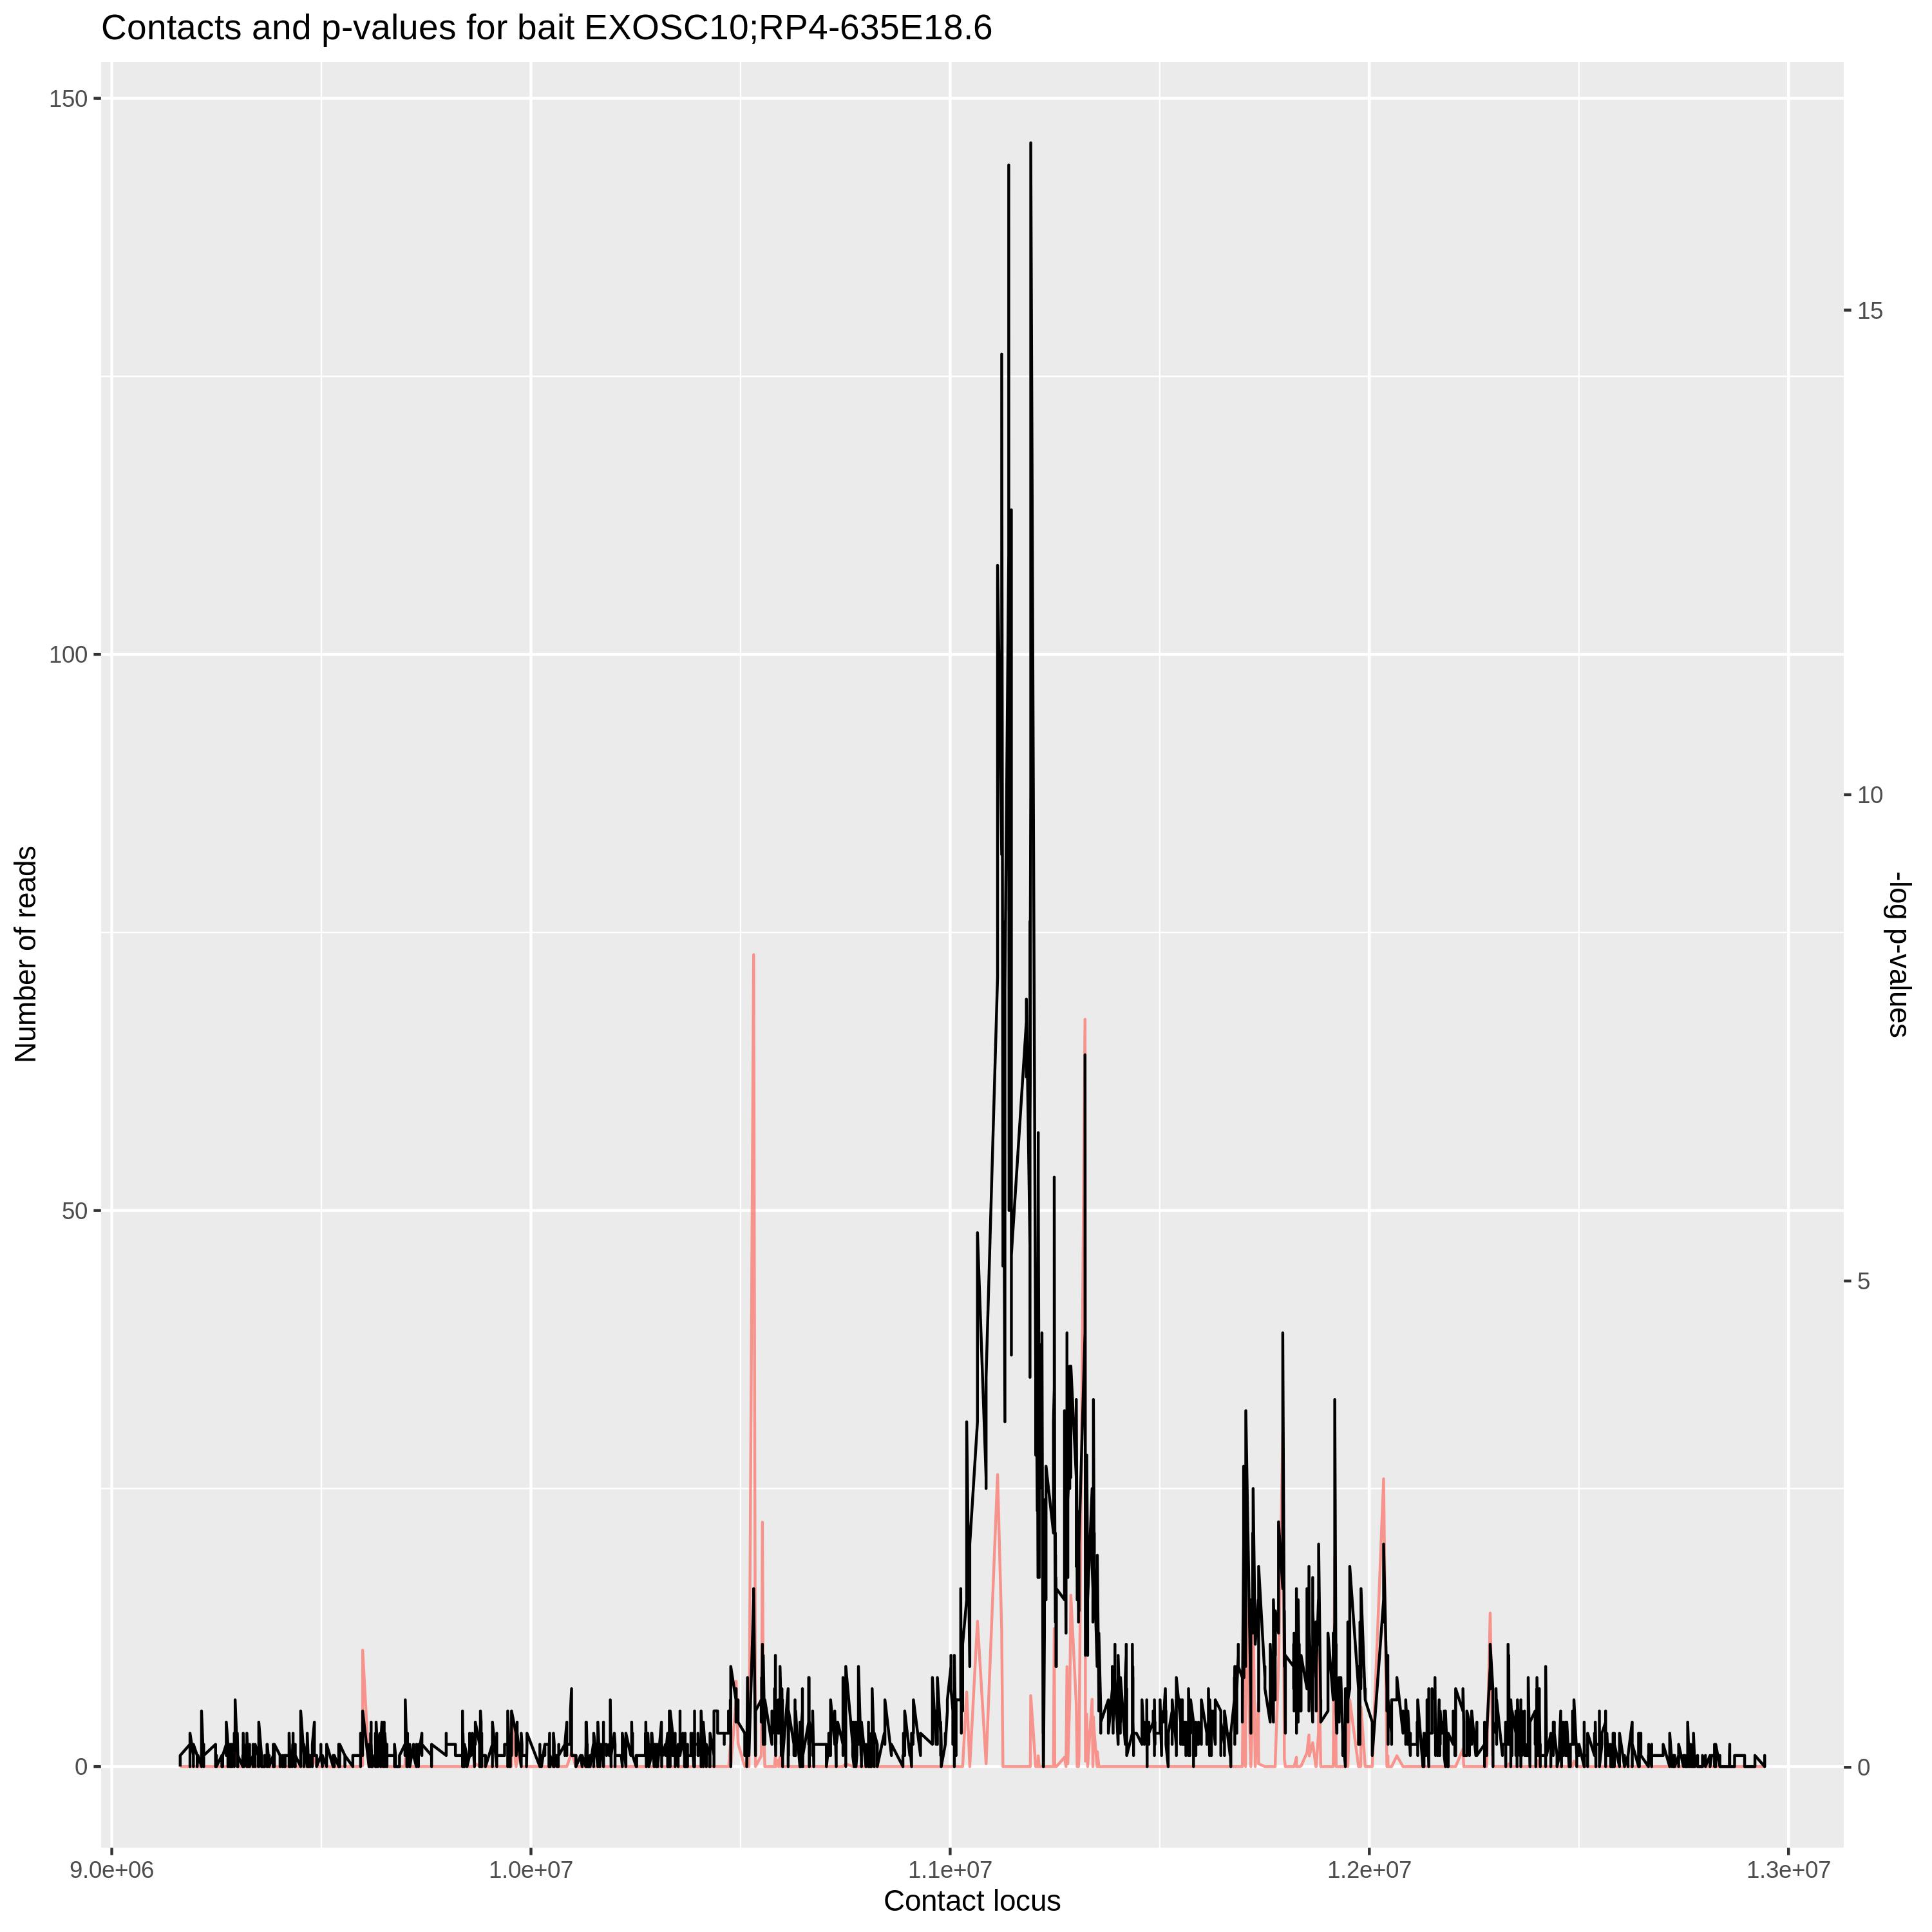 Contacts and p-values for bait EXOSC10;RP4-635E18.6
150
100
50
0
Number of reads
15
10
5
0
-log p-values
9.0e+06
1.0e+07
1.1e+07
1.2e+07
1.3e+07
Contact locus